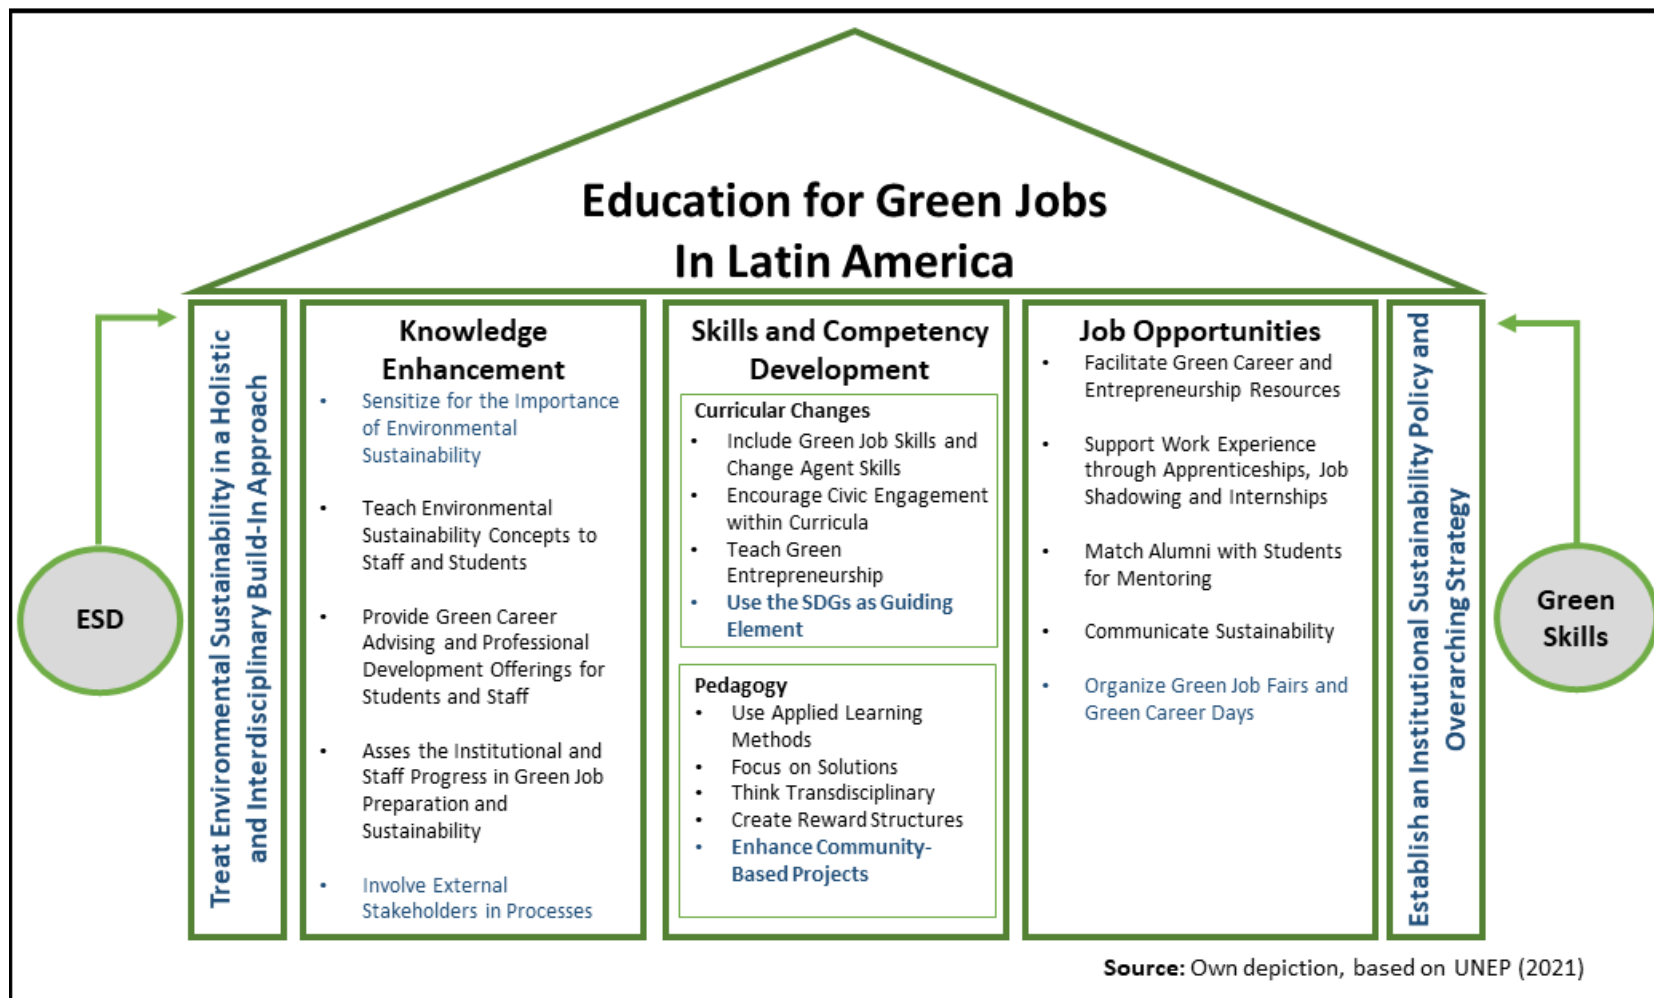 Education for Green Jobs
In Latin America
ESD
Treat Environmental Sustainability in a Holistic
and Interdisciplinary Build-In Approach
Knowledge
Enhancement
• Sensitize for the Importance
of Environmental
Sustainability
• Teach Environmental
Sustainability Concepts to
Staff and Students
• Provide Green Career
Advising and Professional
Development Offerings for
Students and Staff
• Asses the Institutional and
Staff Progress in Green Job
Preparation and
Sustainability
• Involve External
Stakeholders in Processes
Skills and Competency
Development
Curricular Changes
• Include Green Job Skills and
Change Agent Skills
• Encourage Civic Engagement
within Curricula
• Teach Green
Entrepreneurship
• Use the SDGs as Guiding
Element
Pedagogy
• Use Applied Learning
Methods
• Focus on Solutions
• Think Transdisciplinary
• Create Reward Structures
• Enhance Community-
Based Projects
Job Opportunities
• Facilitate Green Career and
Entrepreneurship Resources
• Support Work Experience
through Apprenticeships, Job
Shadowing and Internships
• Match Alumni with Students
for Mentoring
• Communicate Sustainability
• Organize Green Job Fairs and
Green Career Days
Establish an Institutional Sustainability Policy and
Overarching Strategy
Green
Skills
Source: Own depiction, based on UNEP (2021)